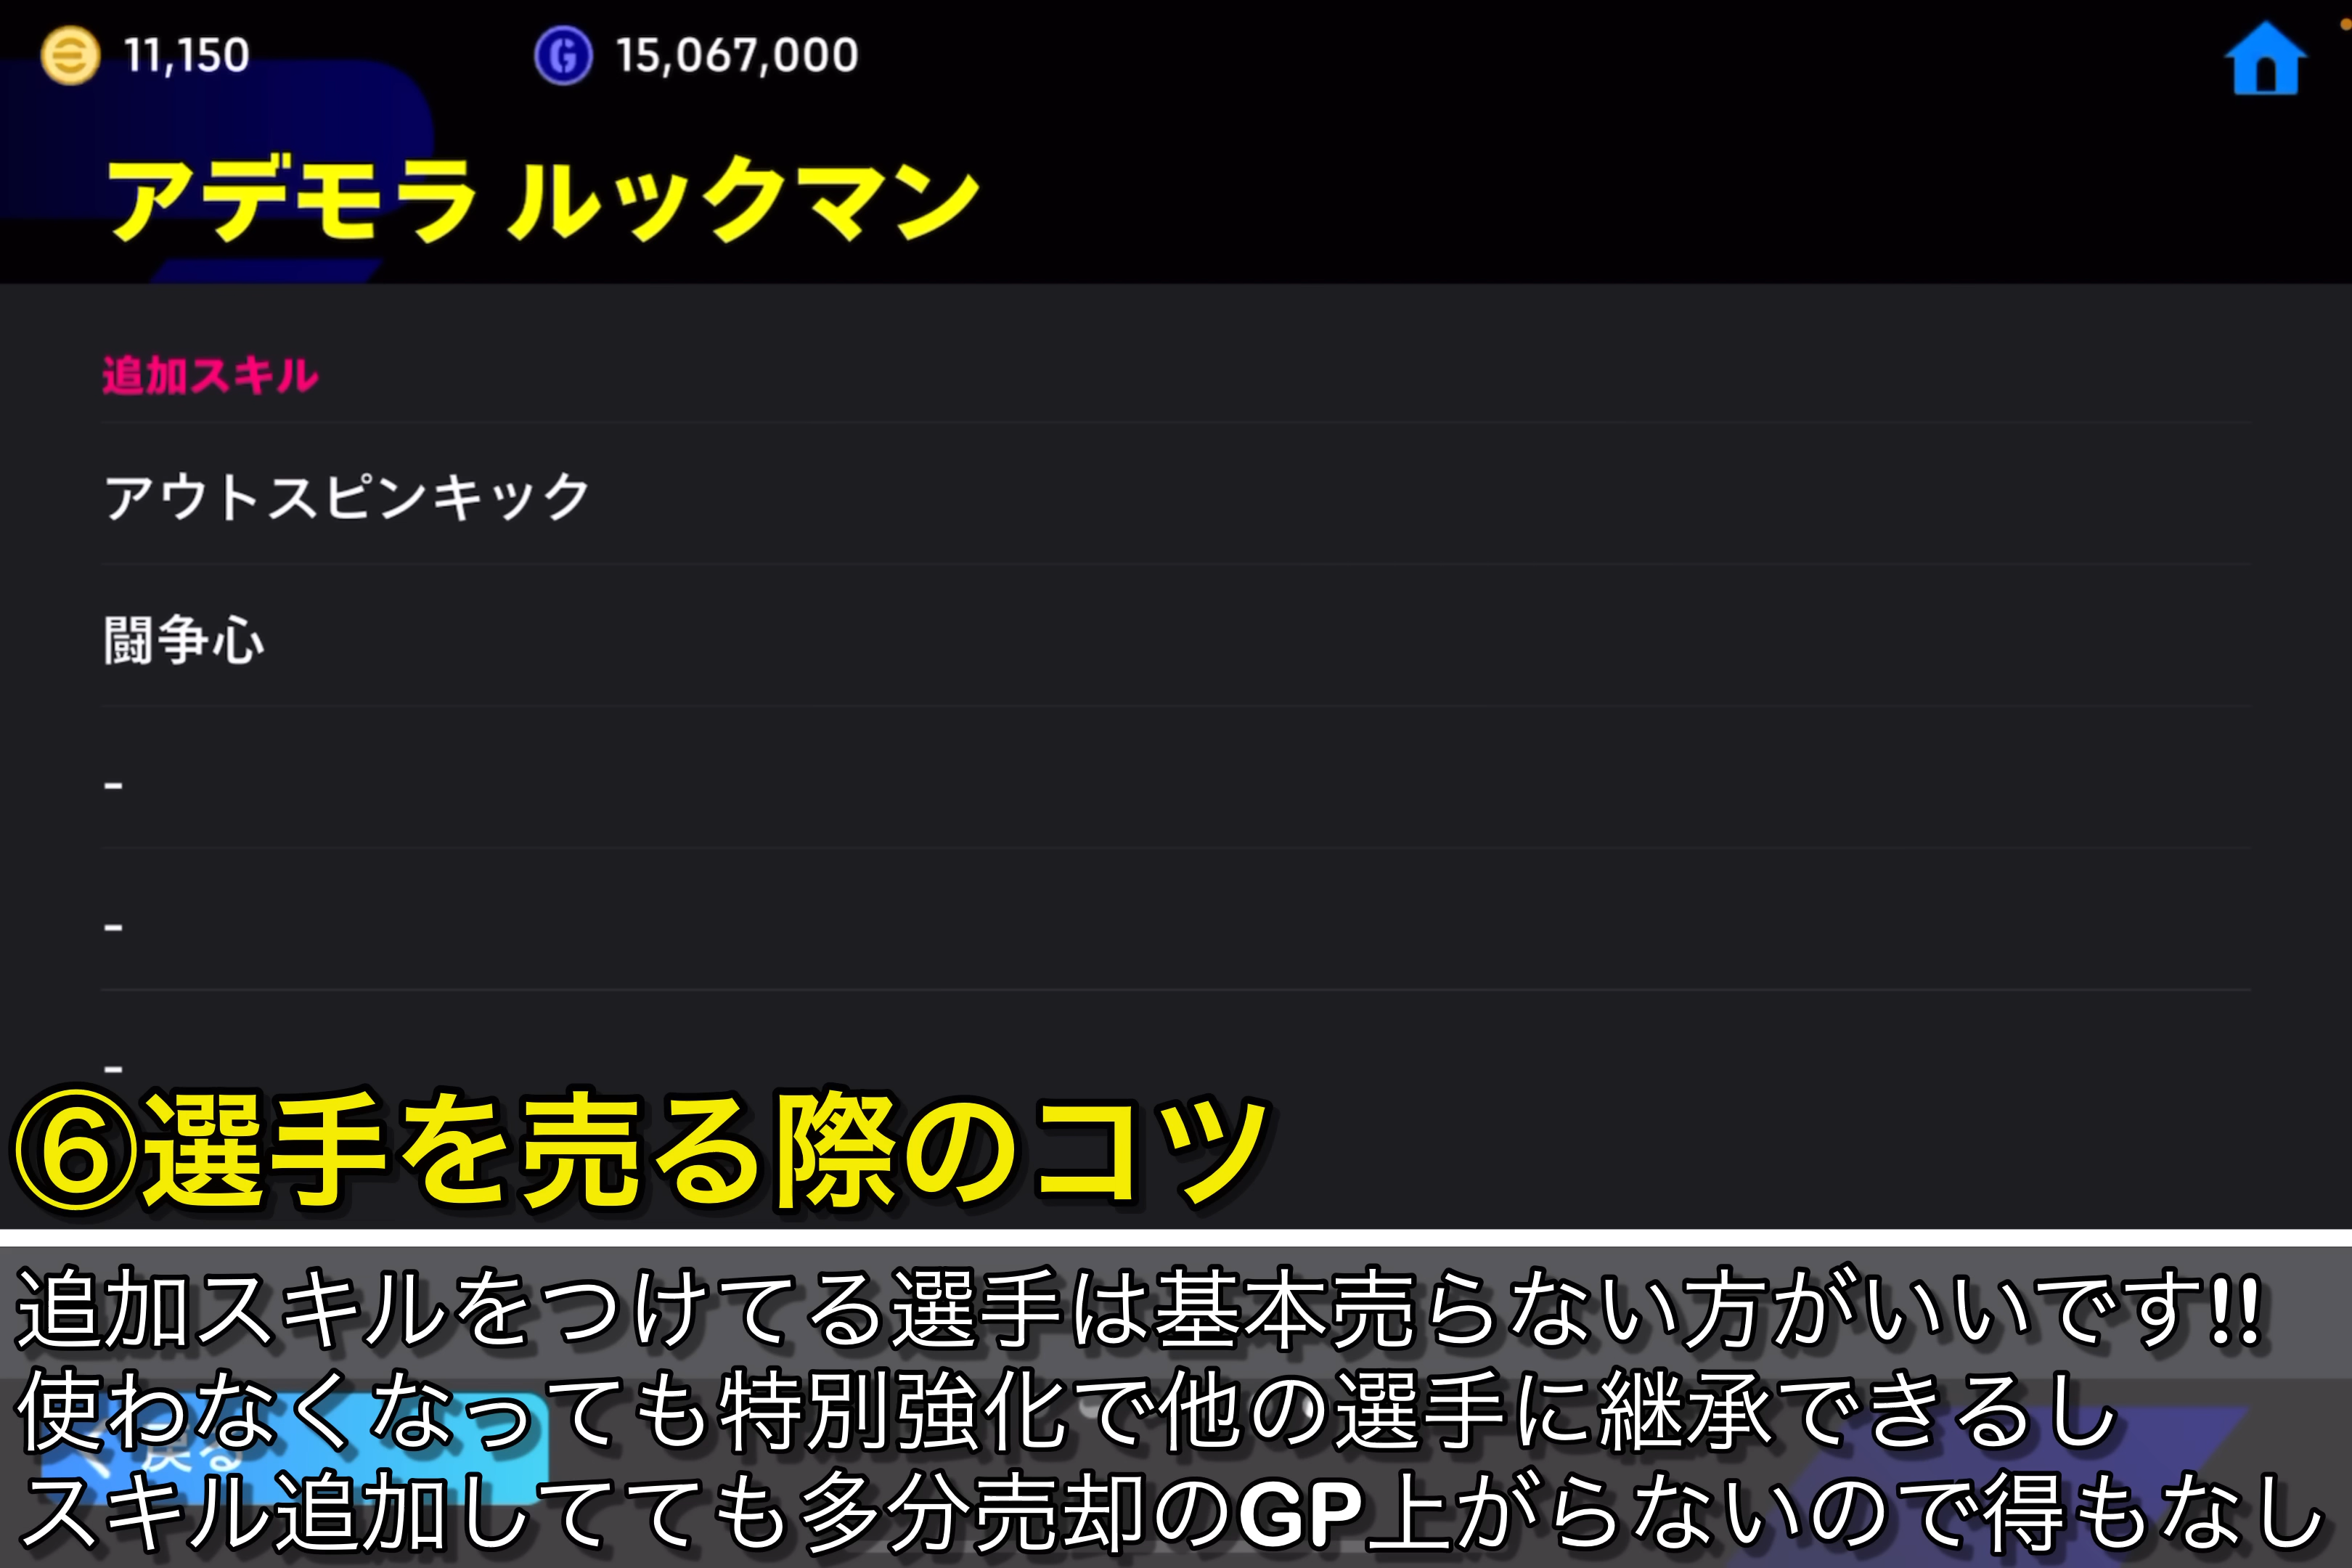 11,150 15,067,000
アデモラ ルックマン
追加スキル
アウトスピンキック
闘争心
-
-
-
⑥選手を売る際のコツ
追加スキルをつけてる選手は基本売らない方がいいです!!
使わなくなっても特別強化で他の選手に継承できるし
戻る
スキル追加してても多分売却のGP上がらないので得もなし